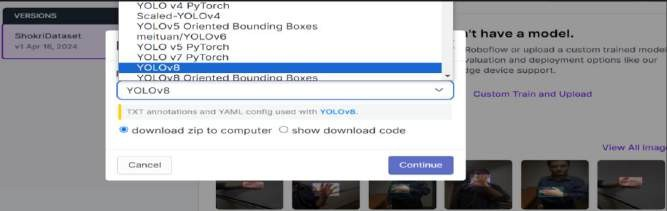 VERSIONS
ShokriDataset
v1 Apr 16, 2024
YOLO v4 PyTorch
Scaled-YOLOv4
YOLOv5 Oriented Bounding Boxes
meituan/YOLOv6
YOLO v5 PyTorch
YOLO v7 PyTorch
YOLOv8
YOLOv8 Oriented Bounding Boxes
YOLOv8
TXT annotations and YAML config used with YOLOv8.
download zip to computer show download code
Cancel Continue
't have a model.
Roboflow or upload a custom trained model
valuation and deployment options like our
dge device support.
Custom Train and Upload
View All Imag